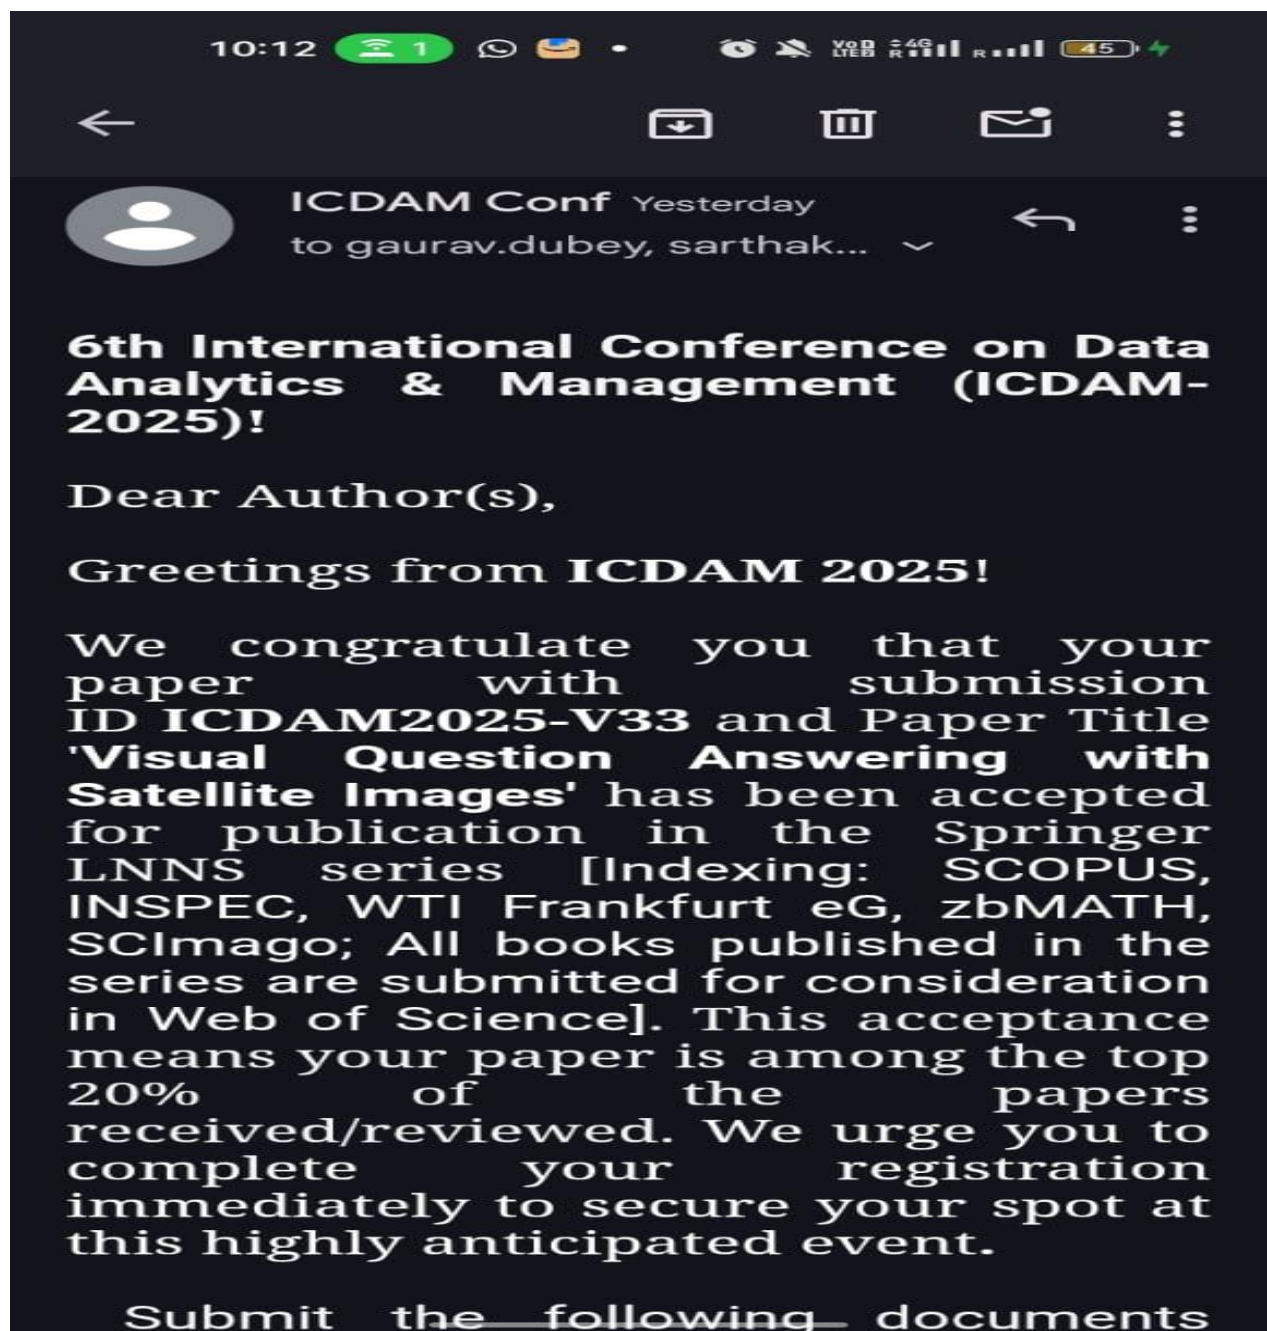 10:12 1 VoD LTE2 4G R R 45
ICDAM Conf Yesterday
to gaurav.dubey, sarthak...
6th International Conference on Data
Analytics & Management (ICDAM-
2025)!
Dear Author(s),
Greetings from ICDAM 2025!
We congratulate you that your
paper with submission
ID ICDAM2025-V33 and Paper Title
'Visual Question Answering with
Satellite Images' has been accepted
for publication in the Springer
LNNS series [Indexing: SCOPUS,
INSPEC, WTI Frankfurt eG, zbMATH,
SCImago; All books published in the
series are submitted for consideration
in Web of Science]. This acceptance
means your paper is among the top
20% of the papers
received/reviewed. We urge you to
complete your registration
immediately to secure your spot at
this highly anticipated event.
Submit the following documents